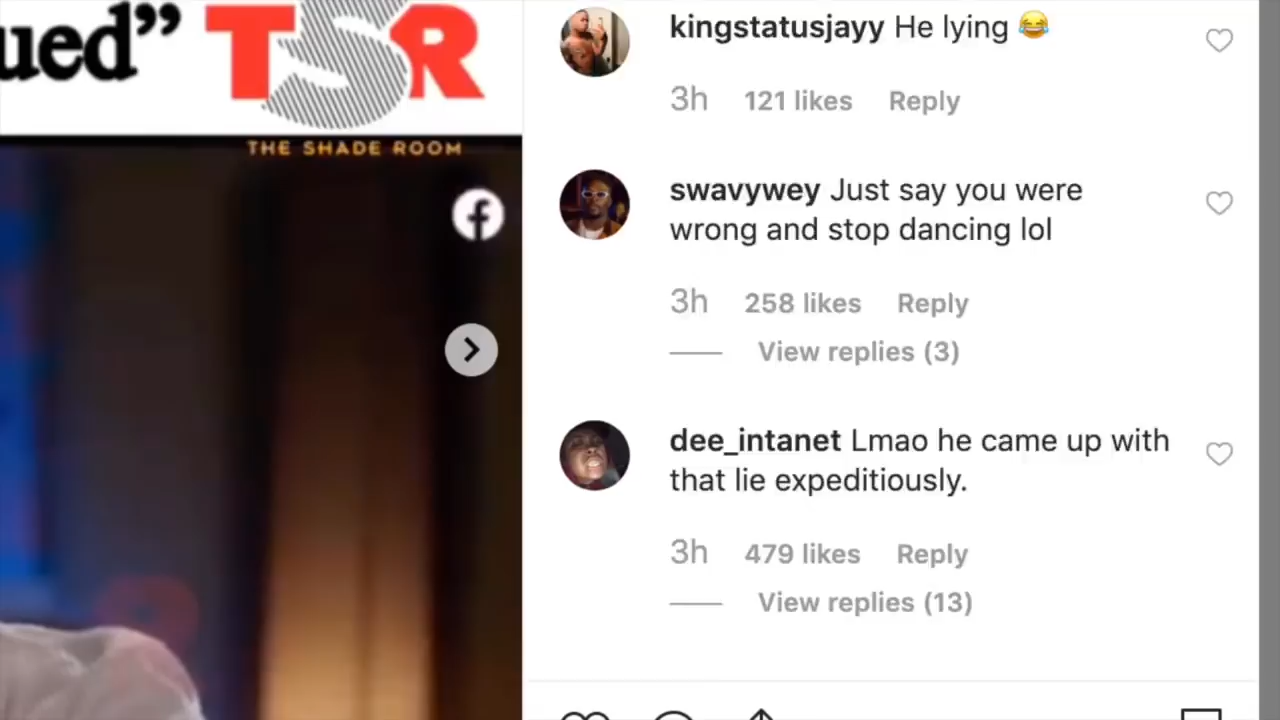 ued”
TSR
THE SHADE ROOM
kingstatusjayy He lying 😂
3h 121 likes Reply
swavywey Just say you were
wrong and stop dancing lol
3h 258 likes Reply
View replies (3)
dee_intanet Lmao he came up with
that lie expeditiously.
3h 479 likes Reply
View replies (13)